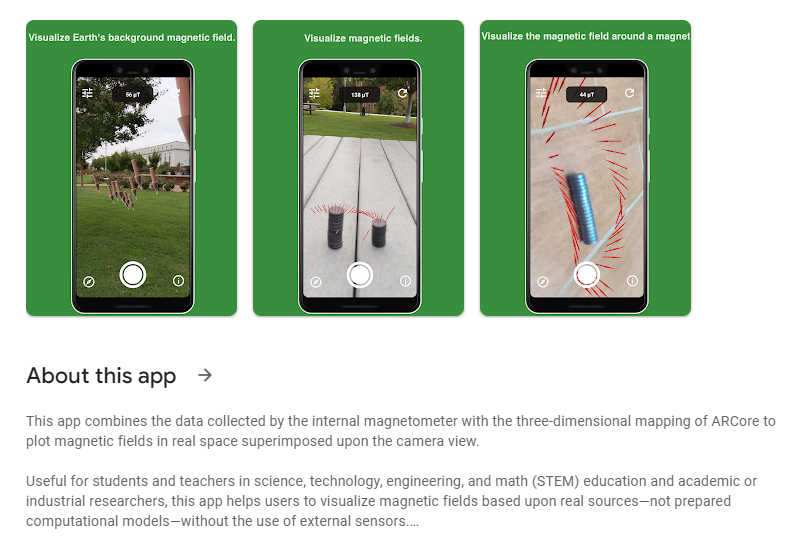 Visualize Earth's background magnetic field.
Visualize magnetic fields.
Visualize the magnetic field around a magnet
56 µT
138 µT
44 µT
About this app
This app combines the data collected by the internal magnetometer with the three-dimensional mapping of ARCore to
plot magnetic fields in real space superimposed upon the camera view.
Useful for students and teachers in science, technology, engineering, and math (STEM) education and academic or
industrial researchers, this app helps users to visualize magnetic fields based upon real sources—not prepared
computational models—without the use of external sensors.…